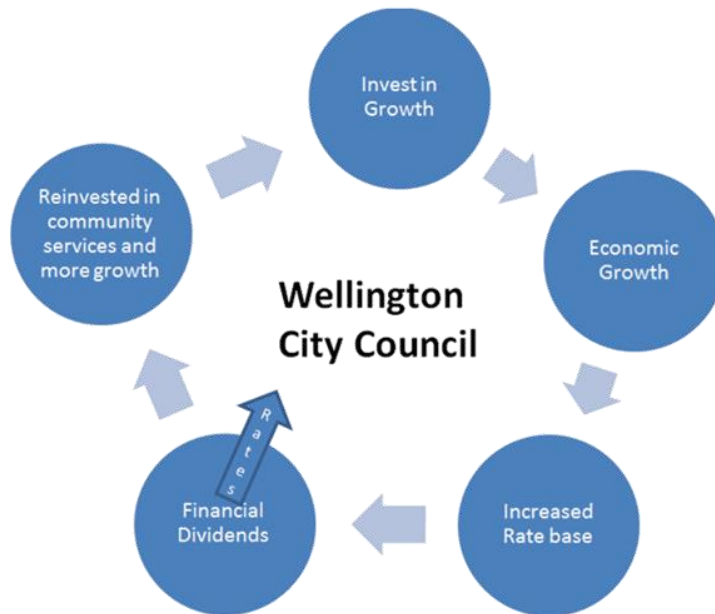 Invest in
Growth
Economic
Growth
Increased
Rate base
Financial
Dividends
Rates
Reinvested in
community
services and
more growth
Wellington
City Council